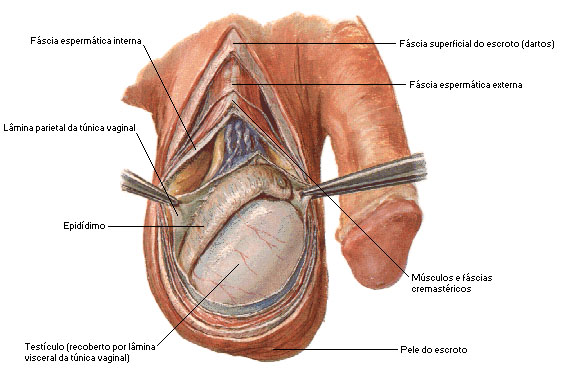 Fáscia espermática interna
Fáscia superficial do escroto (dartos)
Fáscia espermática externa
Lâmina parietal da túnica vaginal
Epidídimo
Músculos e fáscias
cremastéricos
Testículo (recoberto por lâmina
visceral da túnica vaginal)
Pele do escroto